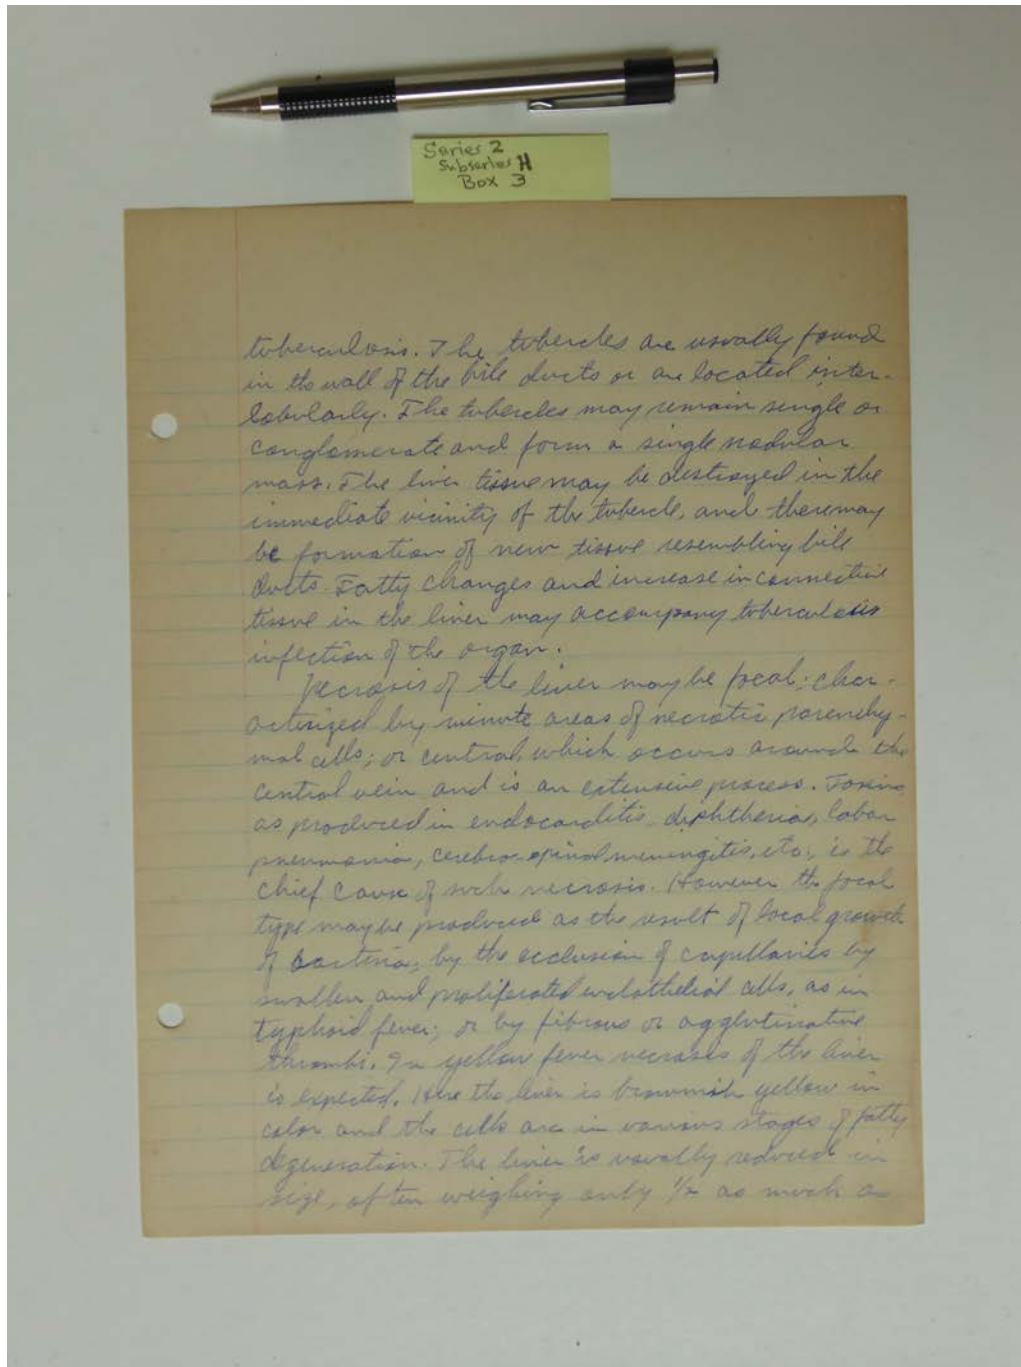 Series 2
Subseries H
Box 3
tuberculosis. The tubercles are usually found
in the wall of the bile ducts or are located inter-
lobularly. The tubercles may remain single or
conglomerate and form a single nodular
mass. The liver tissue may be destroyed in the
immediate vicinity of the tubercle, and there may
be formation of new tissue resembling bile
ducts. Fatty changes and increase in connective
tissue in the liver may accompany tuberculosis
infection of the organ.
Necrosis of the liver may be focal; char-
acterized by minute areas of necrotic parenchy-
mal cells; or central, which occurs around the
central vein and is an extensive process. Toxins
as produced in endocarditis, diphtheria, lobar
pneumonia, cerebro-spinal meningitis, etc., is the
chief cause of such necrosis. However the focal
type may be produced as the result of local growth
of bacteria; by the occlusion of capillaries by
swollen and proliferated endothelial cells, as in
typhoid fever; or by fibrous or agglutinative
thrombi. In yellow fever necroses of the liver
is expected. Here the liver is brownish yellow in
color and the cells are in various stages of fatty
degeneration. The liver is usually reduced in
size, often weighing only 1/2 as much as